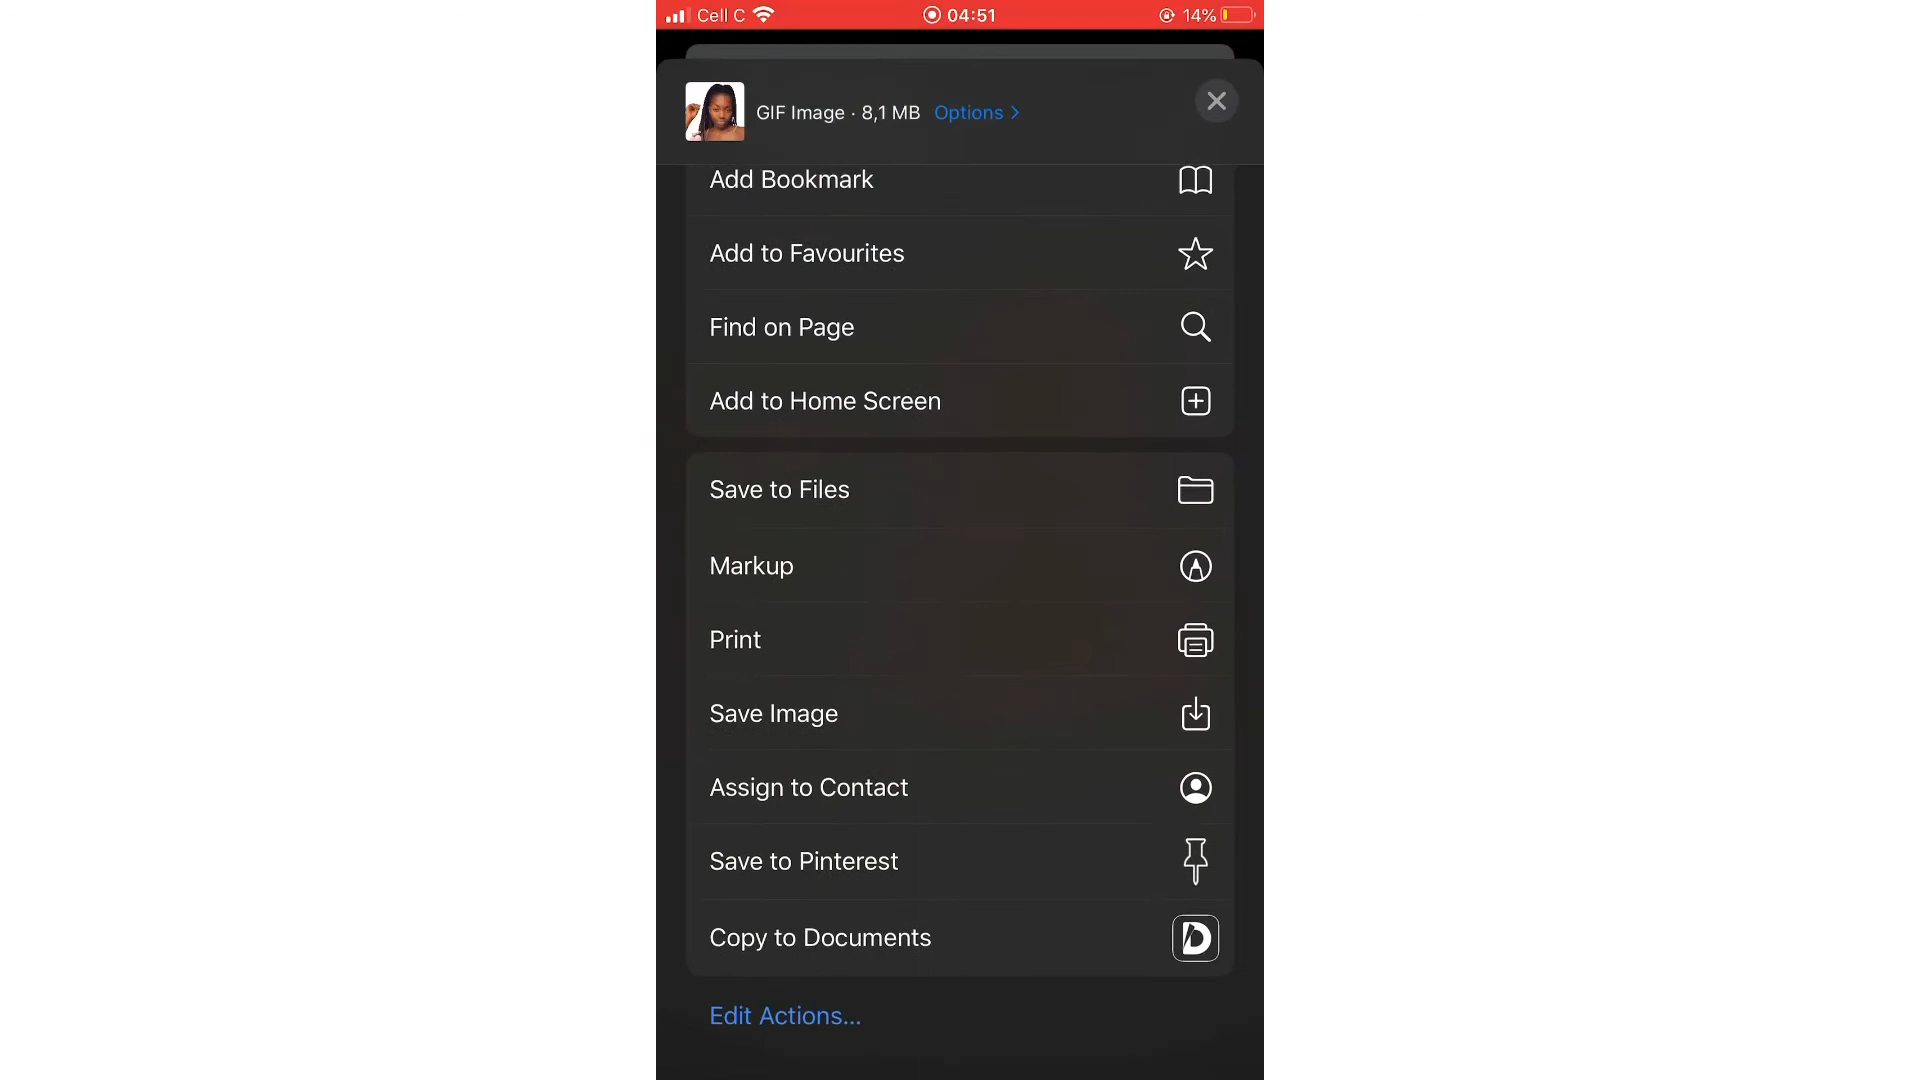 Cell C 04:51 14%
GIF Image · 8,1 MB Options >
Add Bookmark
Add to Favourites
Find on Page
Add to Home Screen
Save to Files
Markup
Print
Save Image
Assign to Contact
Save to Pinterest
Copy to Documents
Edit Actions...